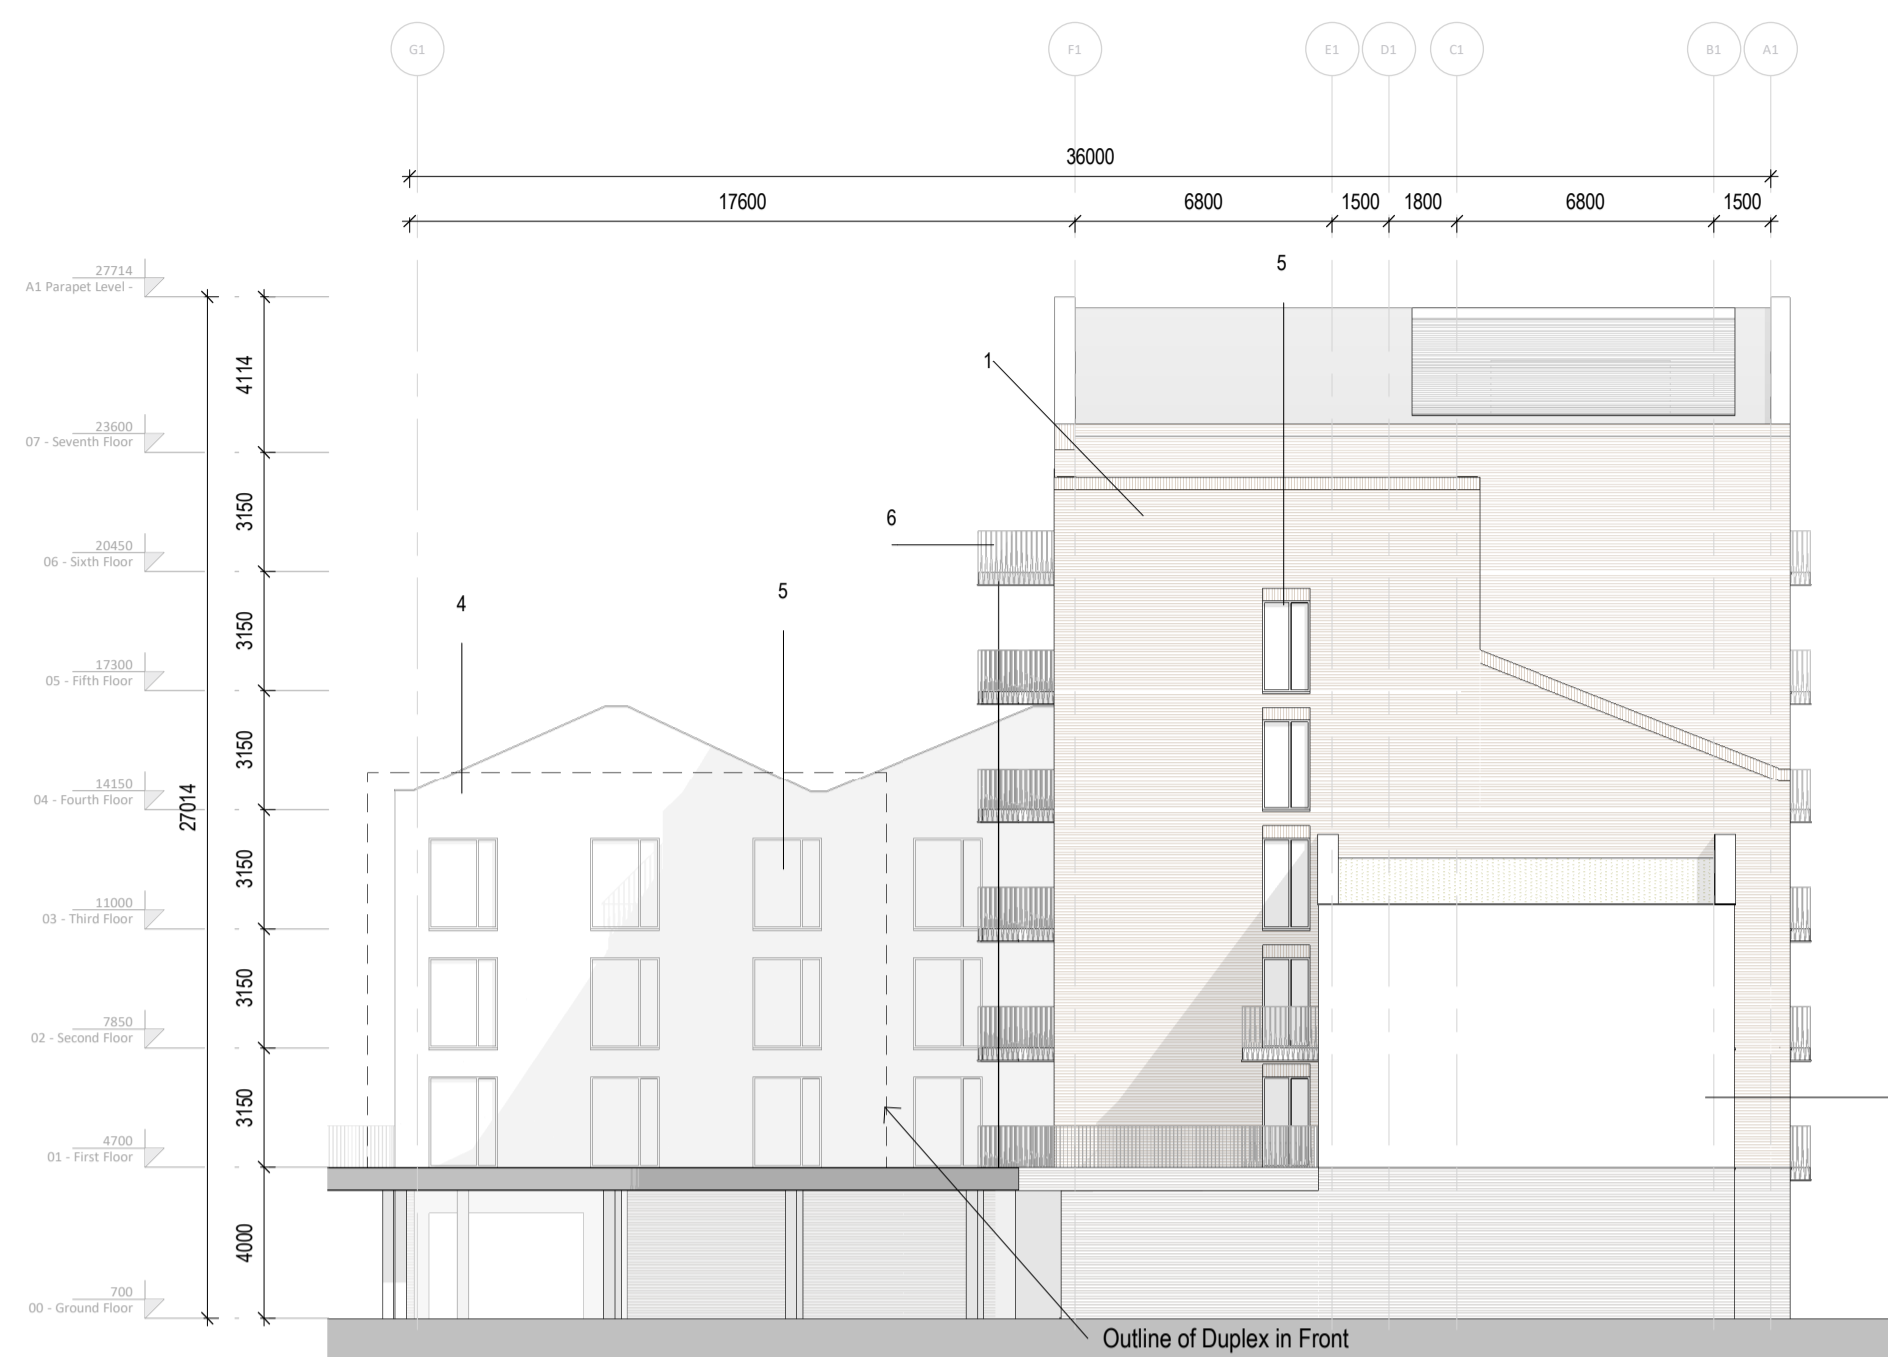 G1 F1 E1 D1 C1 B1 A1
36000
17600 6800 1500 1800 6800 1500
5
27714
A1 Parapet Level -
4114
1
23600
07 - Seventh Floor
3150
6
20450
06 - Sixth Floor
4
5
3150
17300
05 - Fifth Floor
3150
14150
04 - Fourth Floor
27014
3150
11000
03 - Third Floor
3150
7850
02 - Second Floor
3150
4700
01 - First Floor
4000
700
00 - Ground Floor
Outline of Duplex in Front